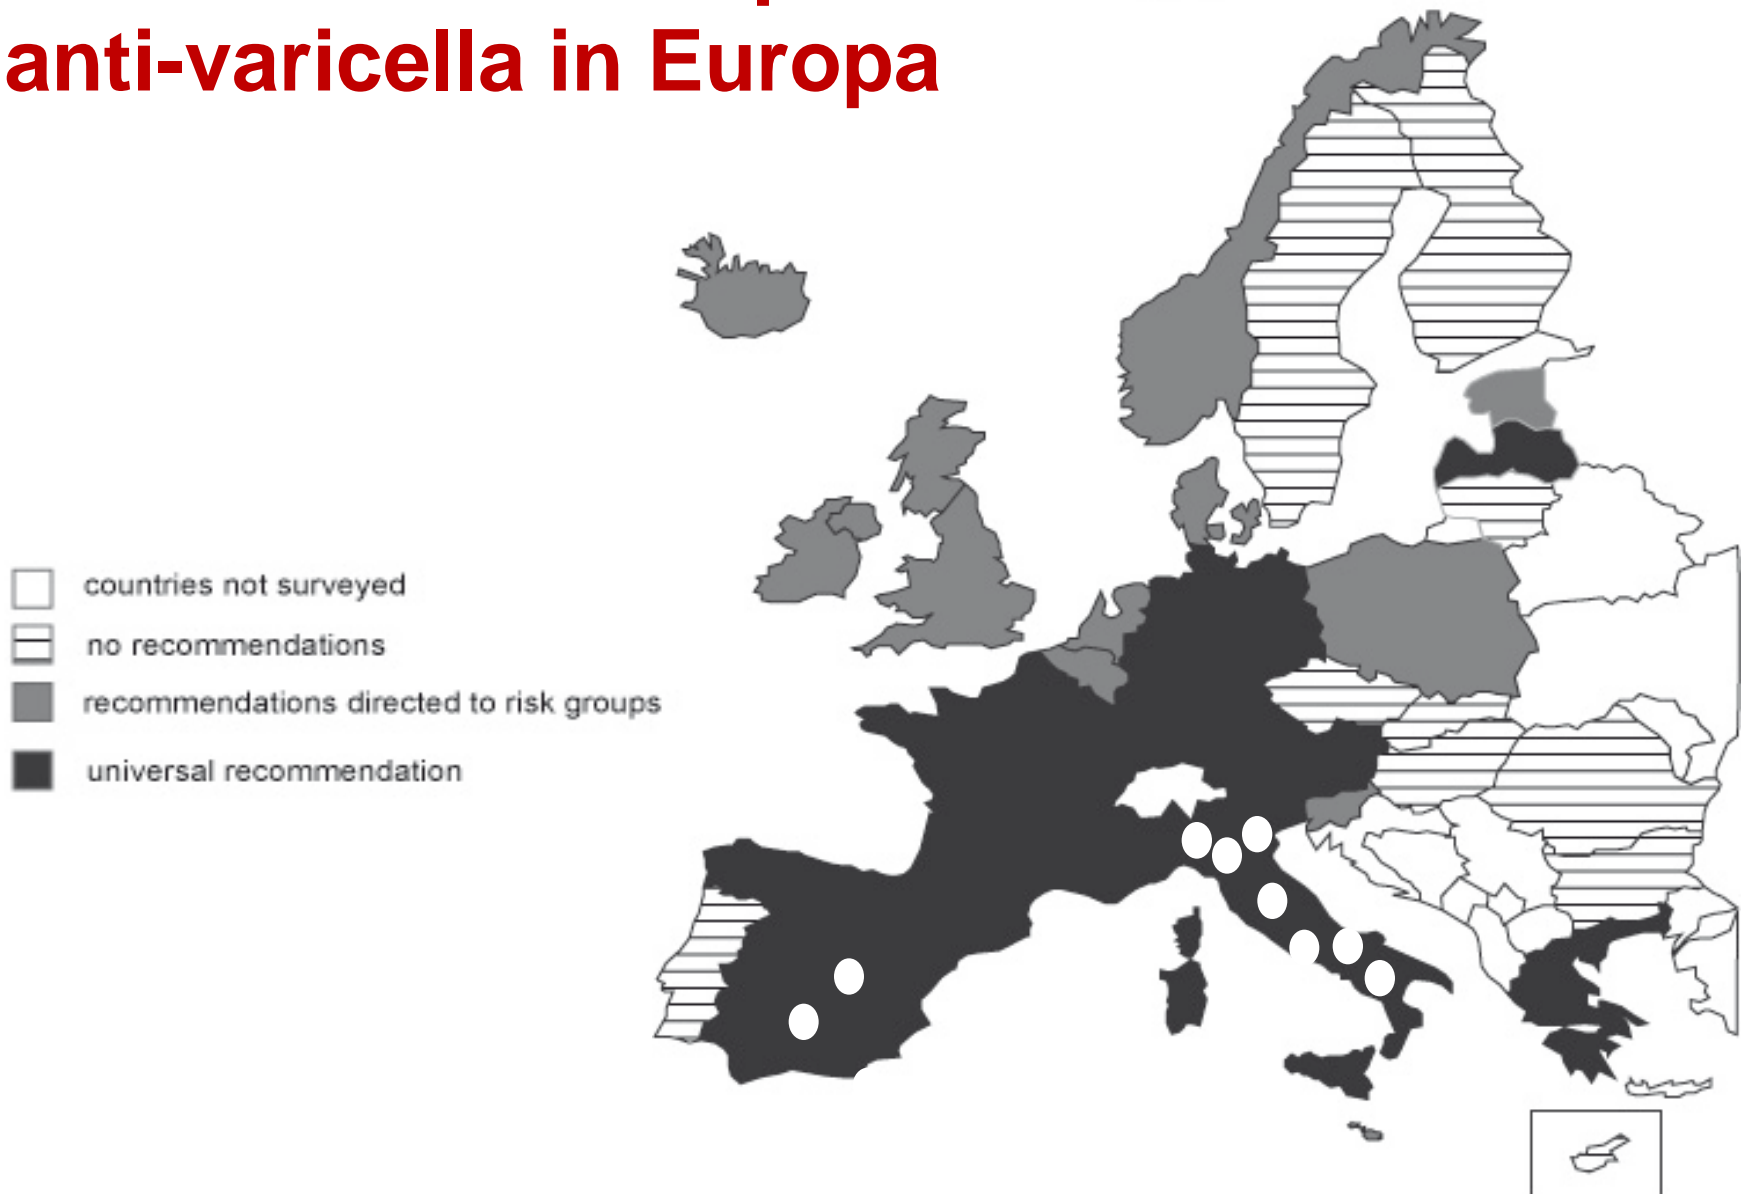 anti-varicella in Europa
countries not surveyed
no recommendations
recommendations directed to risk groups
universal recommendation